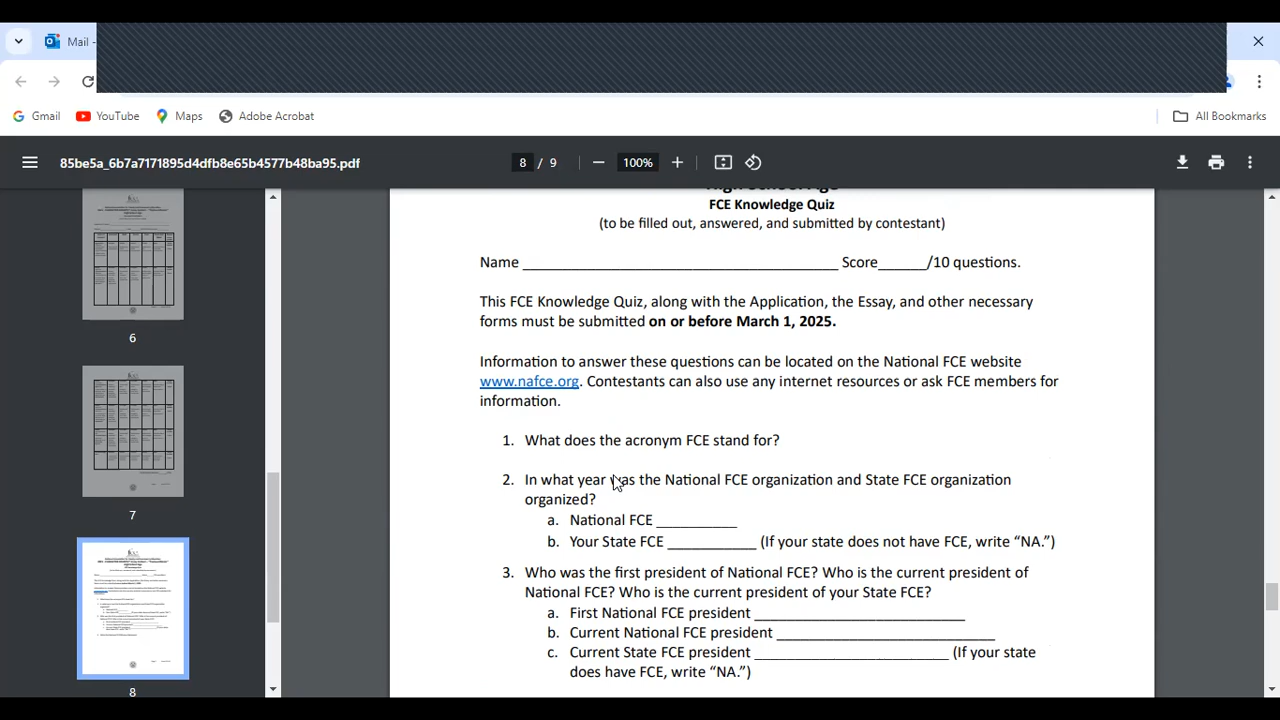 Mail -
Gmail
YouTube
Maps
Adobe Acrobat
All Bookmarks
85be5a_6b7a7171895d4dfb8e65b4577b48ba95.pdf
8 / 9
100%
6
7
8
High School Age
FCE Knowledge Quiz
(to be filled out, answered, and submitted by contestant)
Name ____________________________________ Score______/10 questions.
This FCE Knowledge Quiz, along with the Application, the Essay, and other necessary
forms must be submitted on or before March 1, 2025.
Information to answer these questions can be located on the National FCE website
www.nafce.org. Contestants can also use any internet resources or ask FCE members for
information.
1. What does the acronym FCE stand for?
2. In what year was the National FCE organization and State FCE organization
organized?
a. National FCE __________
b. Your State FCE ___________ (If your state does not have FCE, write “NA.”)
3. Who was the first president of National FCE? Who is the current president of
National FCE? Who is the current president of your State FCE?
a. First National FCE president __________________________
b. Current National FCE president ___________________________
c. Current State FCE president ________________________ (If your state
does have FCE, write “NA.”)